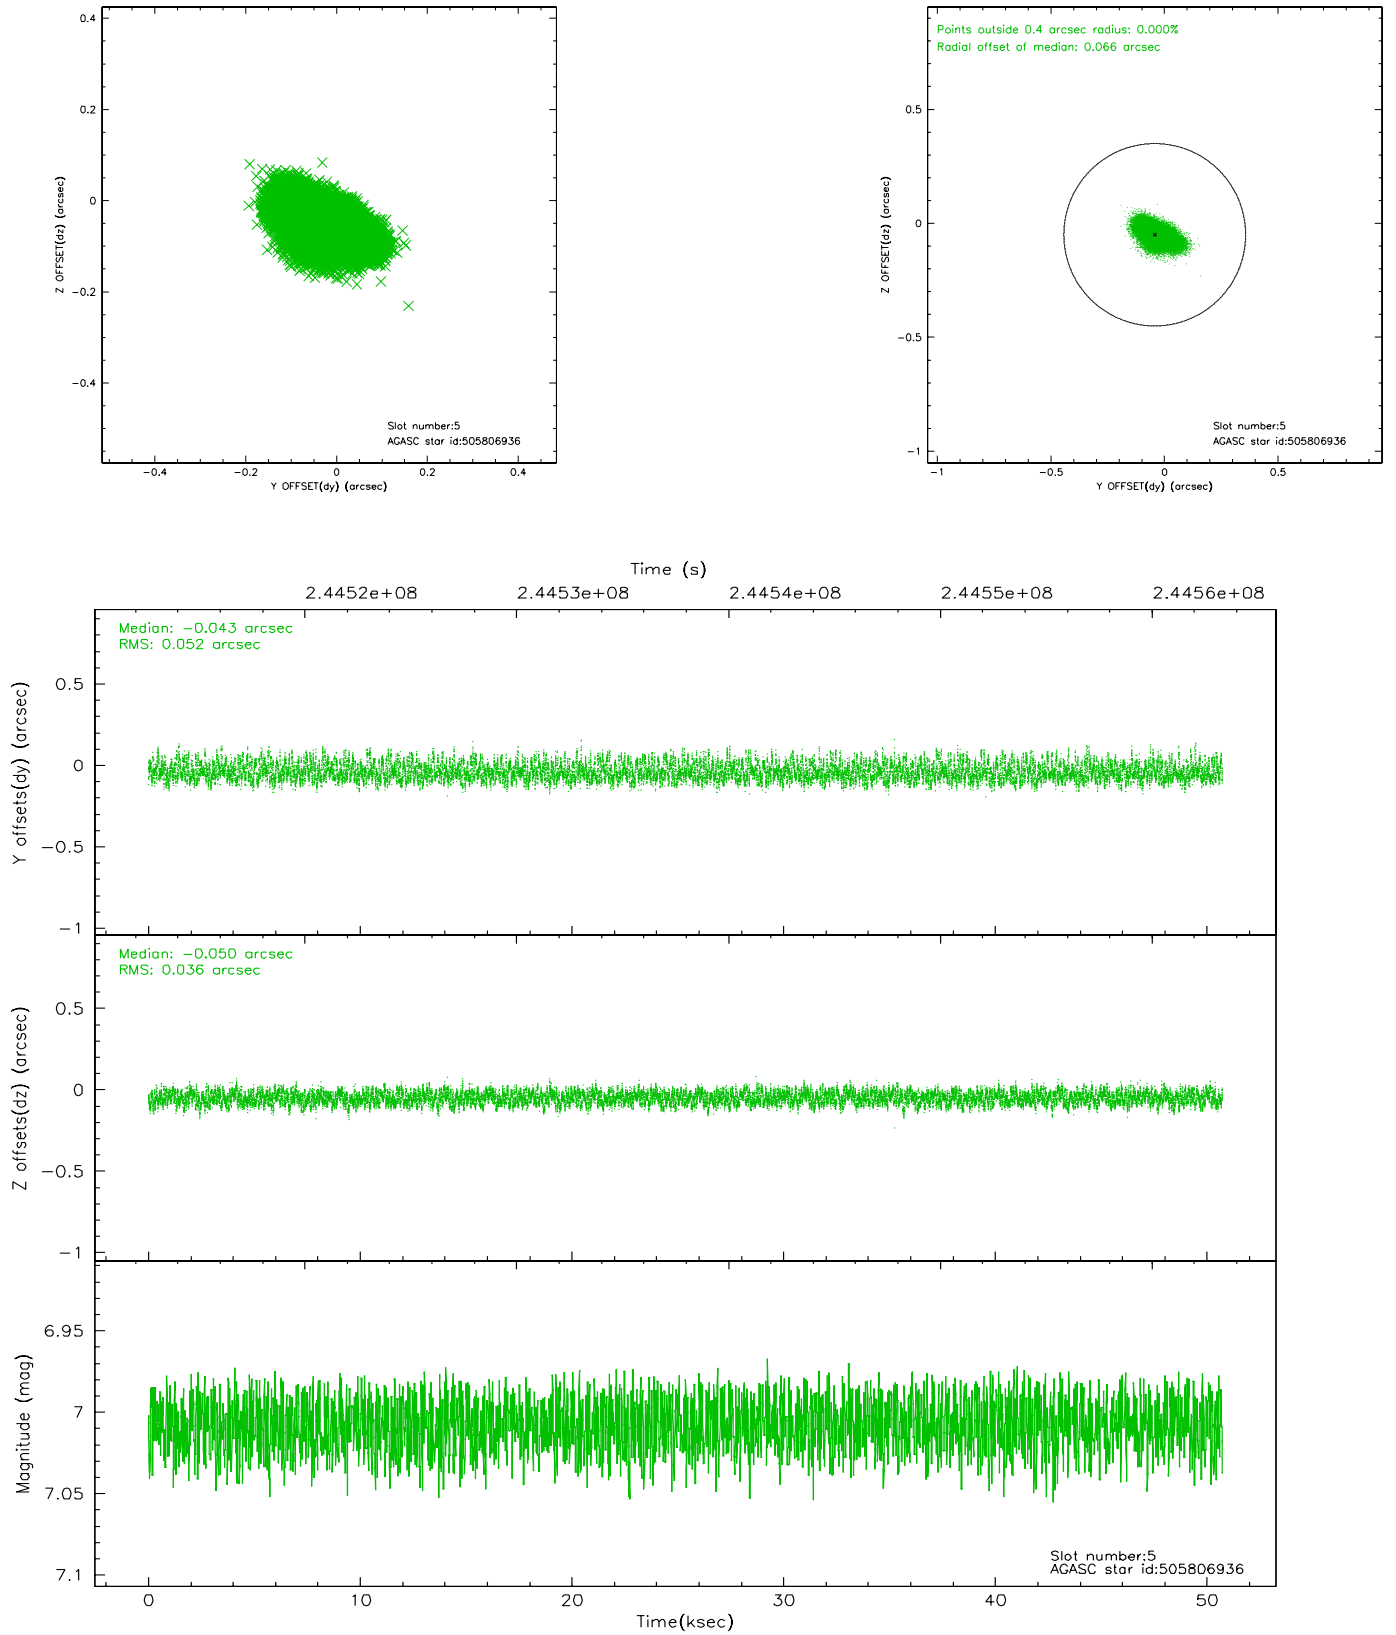 0.4
0.2
0
−0.2
−0.4
Z OFFSET(dz) (arcsec)
Slot number:5
AGASC star id:505806936
−0.4 −0.2 0 0.2 0.4
Y OFFSET(dy) (arcsec)
Points outside 0.4 arcsec radius: 0.000%
Radial offset of median: 0.066 arcsec
0.5
0
−0.5
−1
Z OFFSET(dz) (arcsec)
Slot number:5
AGASC star id:505806936
−1 −0.5 0 0.5
Y OFFSET(dy) (arcsec)
Time (s)
2.4452e+08 2.4453e+08 2.4454e+08 2.4455e+08 2.4456e+08
Median: −0.043 arcsec
RMS: 0.052 arcsec
0.5
0
−0.5
−1
Y offsets(dy) (arcsec)
Median: −0.050 arcsec
RMS: 0.036 arcsec
0.5
0
−0.5
−1
Z offsets(dz) (arcsec)
6.95
7
7.05
7.1
Magnitude (mag)
Slot number:5
AGASC star id:505806936
0 10 20 30 40 50
Time(ksec)